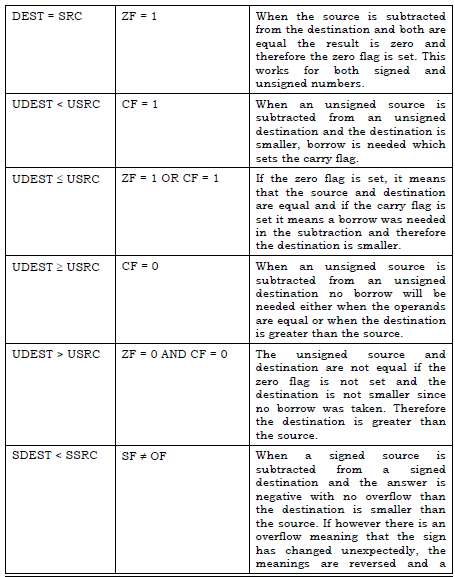 DEST = SRC
ZF = 1
When the source is subtracted
from the destination and both are
equal the result is zero and
therefore the zero flag is set. This
works for both signed and
unsigned numbers.
UDEST < USRC
CF = 1
When an unsigned source is
subtracted from an unsigned
destination and the destination is
smaller, borrow is needed which
sets the carry flag.
UDEST ≤ USRC
ZF = 1 OR CF = 1
If the zero flag is set, it means
that the source and destination
are equal and if the carry flag is
set it means a borrow was needed
in the subtraction and therefore
the destination is smaller.
UDEST ≥ USRC
CF = 0
When an unsigned source is
subtracted from an unsigned
destination no borrow will be
needed either when the operands
are equal or when the destination
is greater than the source.
UDEST > USRC
ZF = 0 AND CF = 0
The unsigned source and
destination are not equal if the
zero flag is not set and the
destination is not smaller since
no borrow was taken. Therefore
the destination is greater than
the source.
SDEST < SSRC
SF ≠ OF
When a signed source is
subtracted from a signed
destination and the answer is
negative with no overflow than
the destination is smaller than
the source. If however there is an
overflow meaning that the sign
has changed unexpectedly, the
meanings are reversed and a